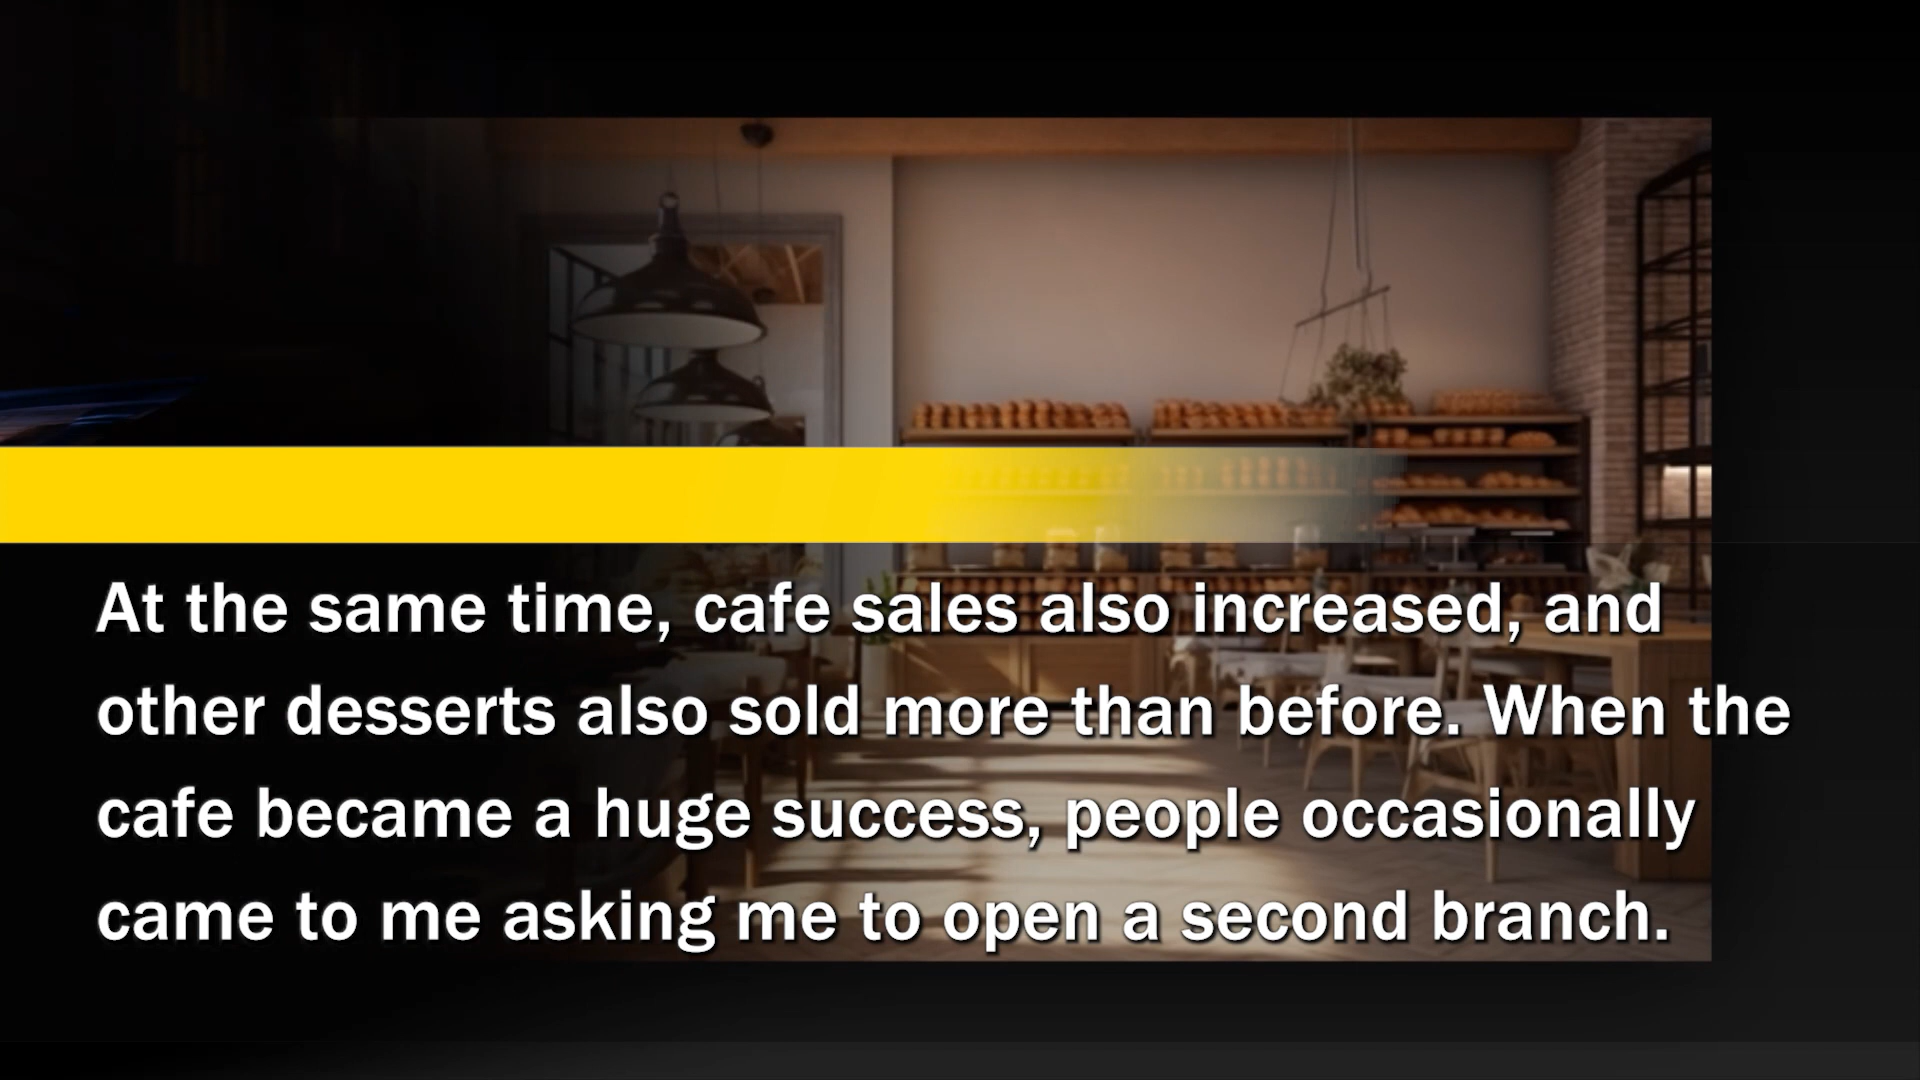 At the same time, cafe sales also increased, and
other desserts also sold more than before. When the
cafe became a huge success, people occasionally
came to me asking me to open a second branch.